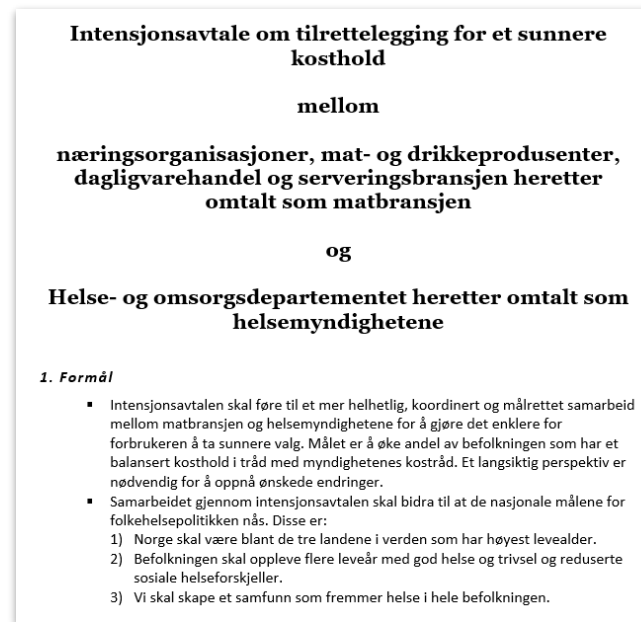 Intensjonsavtale om tilrettelegging for et sunnere
kosthold
mellom
næringsorganisasjoner, mat- og drikkeprodusenter,
dagligvarehandel og serveringsbransjen heretter
omtalt som matbransjen
og
Helse- og omsorgsdepartementet heretter omtalt som
helsemyndighetene
1. Formål
▪ Intensjonsavtalen skal føre til et mer helhetlig, koordinert og målrettet samarbeid
mellom matbransjen og helsemyndighetene for å gjøre det enklere for
forbrukeren å ta sunnere valg. Målet er å øke andel av befolkningen som har et
balansert kosthold i tråd med myndighetenes kostråd. Et langsiktig perspektiv er
nødvendig for å oppnå ønskede endringer.
▪ Samarbeidet gjennom intensjonsavtalen skal bidra til at de nasjonale målene for
folkehelsepolitikken nås. Disse er:
1) Norge skal være blant de tre landene i verden som har høyest levealder.
2) Befolkningen skal oppleve flere leveår med god helse og trivsel og reduserte
sosiale helseforskjeller.
3) Vi skal skape et samfunn som fremmer helse i hele befolkningen.